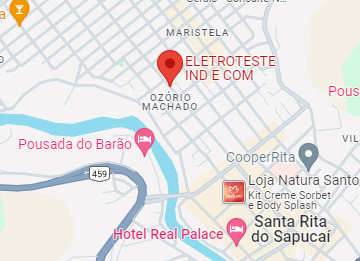 MARISTELA
ELETROTESTE
IND E COM
OZÓRIO
MACHADO
Pous
Pousada do Barão
VIL
CooperRita
459
Loja Natura Santo
Kit Creme Sorbet
e Body Splash
Santa Rita
do Sapucaí
Hotel Real Palace